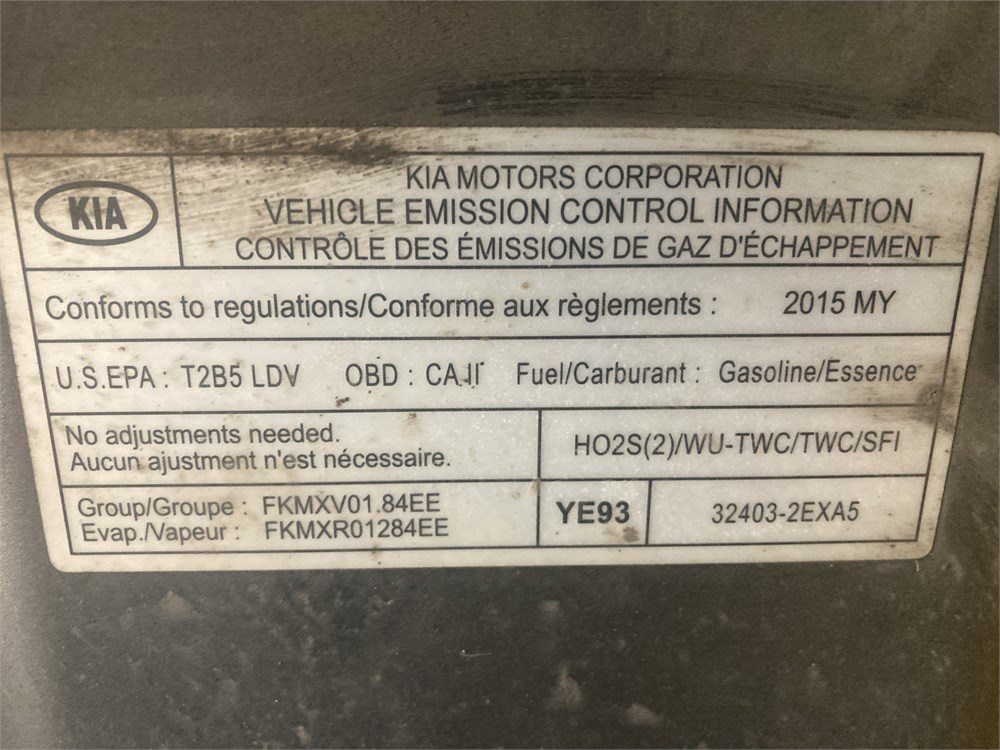 KIA
KIA MOTORS CORPORATION
VEHICLE EMISSION CONTROL INFORMATION
CONTRÔLE DES ÉMISSIONS DE GAZ D'ÉCHAPPEMENT
Conforms to regulations/Conforme aux règlements : 2015 MY
U.S.EPA : T2B5 LDV OBD : CA II Fuel/Carburant : Gasoline/Essence
No adjustments needed.
Aucun ajustment n'est nécessaire.
HO2S(2)/WU-TWC/TWC/SFI
Group/Groupe : FKMXV01.84EE
Evap./Vapeur : FKMXR01284EE
YE93
32403-2EXA5